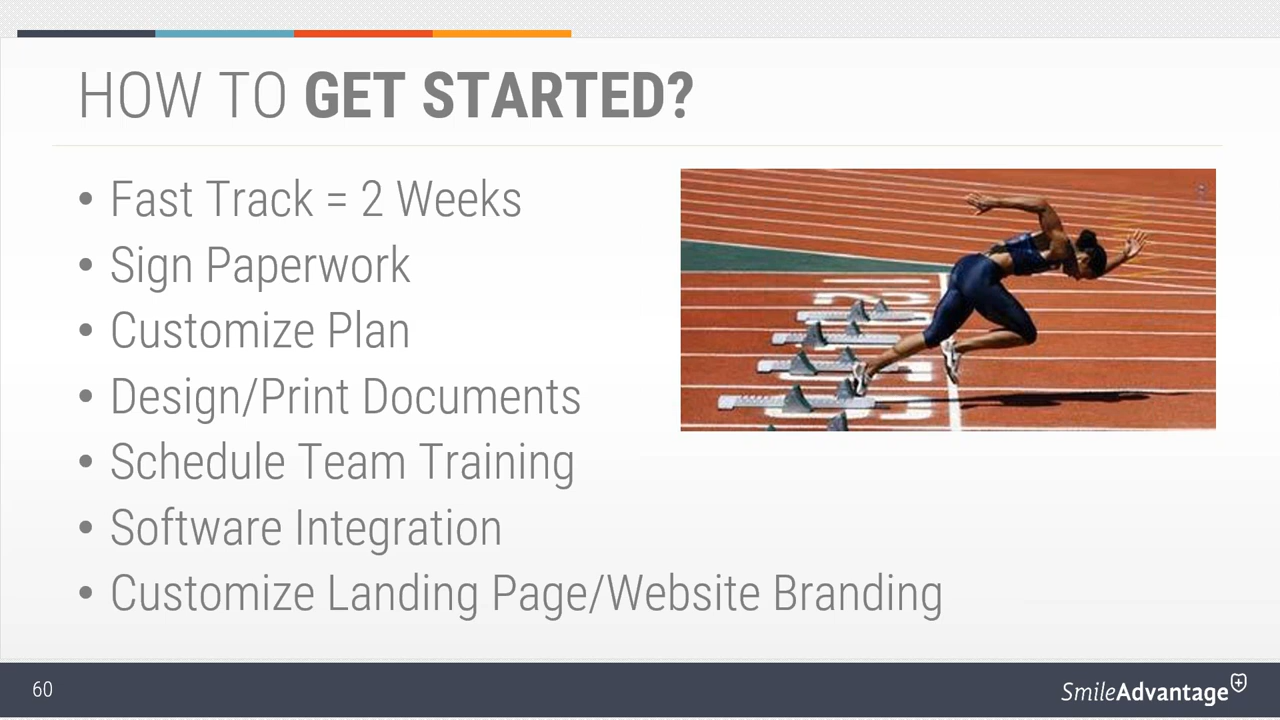 HOW TO GET STARTED?
• Fast Track = 2 Weeks
• Sign Paperwork
• Customize Plan
• Design/Print Documents
• Schedule Team Training
• Software Integration
• Customize Landing Page/Website Branding
60
SmileAdvantage